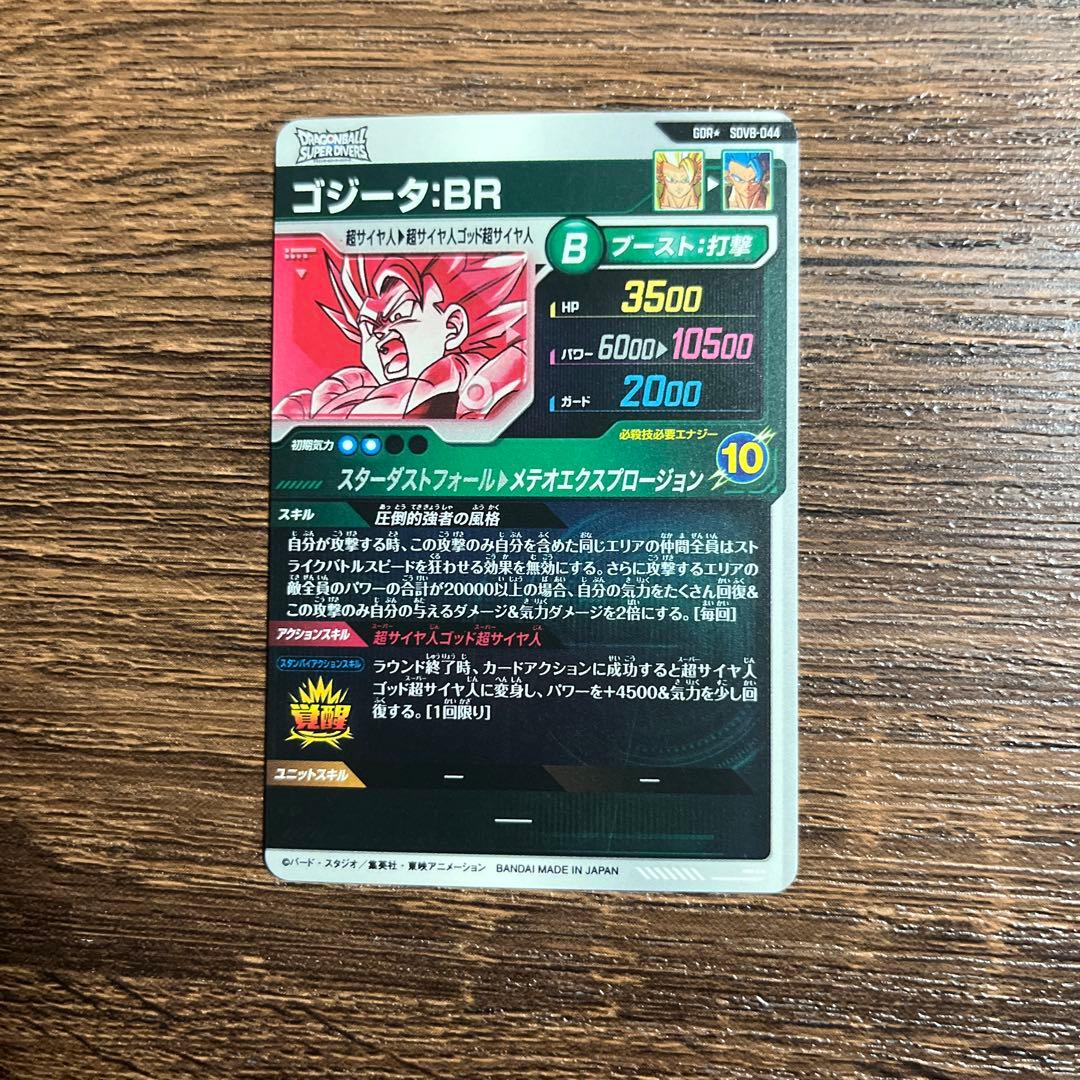 DRAGONBALL
SUPER DIVERS
GDR★ SDV8-044
ゴジータ:BR
超サイヤ人▶超サイヤ人ゴッド超サイヤ人
B ブースト:打撃
HP 3500
パワー 6000▶10500
ガード 2000
初期気力
必殺技必要エナジー
10
スターダストフォール▶メテオエクスプロージョン
スキル 圧倒的強者の風格
自分が攻撃する時、この攻撃のみ自分を含めた同じエリアの仲間全員はスト
ライクバトルスピードを狂わせる効果を無効にする。さらに攻撃するエリアの
敵全員のパワーの合計が20000以上の場合、自分の気力をたくさん回復&
この攻撃のみ自分の与えるダメージ&気力ダメージを2倍にする。[毎回]
アクションスキル 超サイヤ人ゴッド超サイヤ人
スタンバイアクションスキル
覚醒
ラウンド終了時、カードアクションに成功すると超サイヤ人
ゴッド超サイヤ人に変身し、パワーを+4500&気力を少し回
復する。[1回限り]
ユニットスキル ー ー
ー
©バード・スタジオ/集英社・東映アニメーション BANDAI MADE IN JAPAN